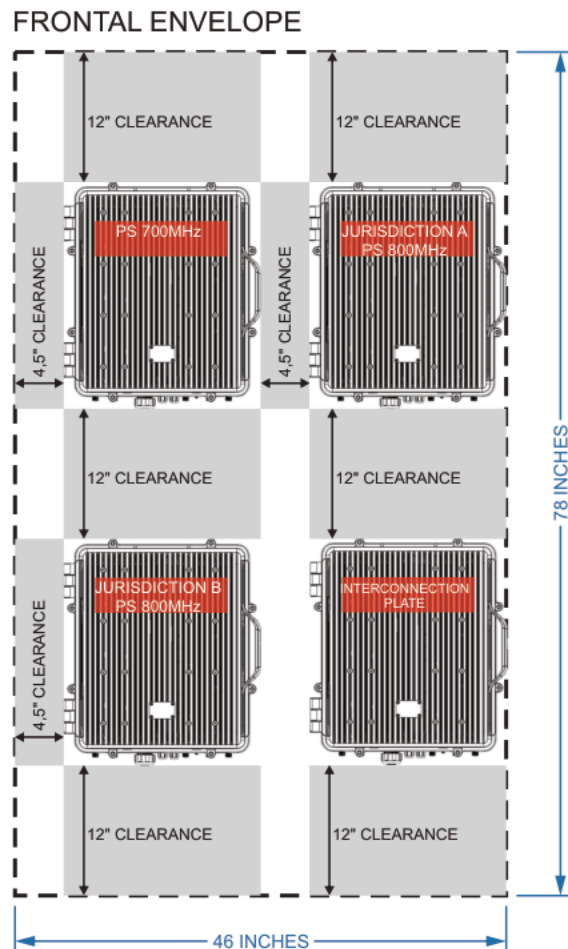 FRONTAL ENVELOPE
12" CLEARANCE
12" CLEARANCE
PS 700MHz
JURISDICTION A
PS 800MHz
4,5" CLEARANCE
4,5" CLEARANCE
12" CLEARANCE
12" CLEARANCE
78 INCHES
JURISDICTION B
PS 800MHz
INTERCONNECTION
PLATE
4,5" CLEARANCE
12" CLEARANCE
12" CLEARANCE
46 INCHES